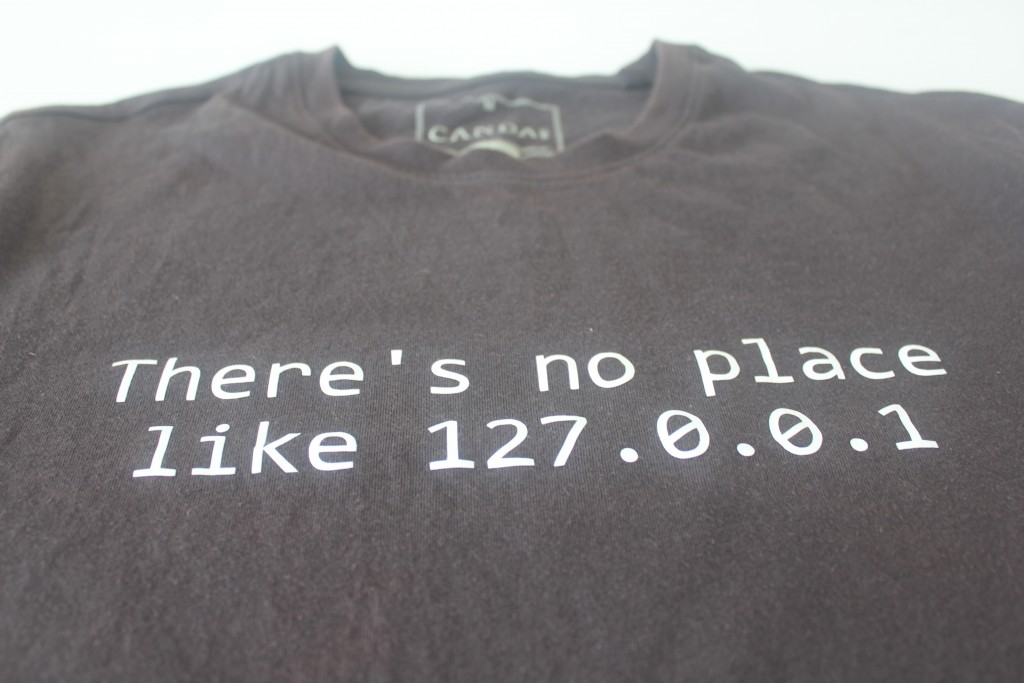 There's no place
like 127.0.0.1